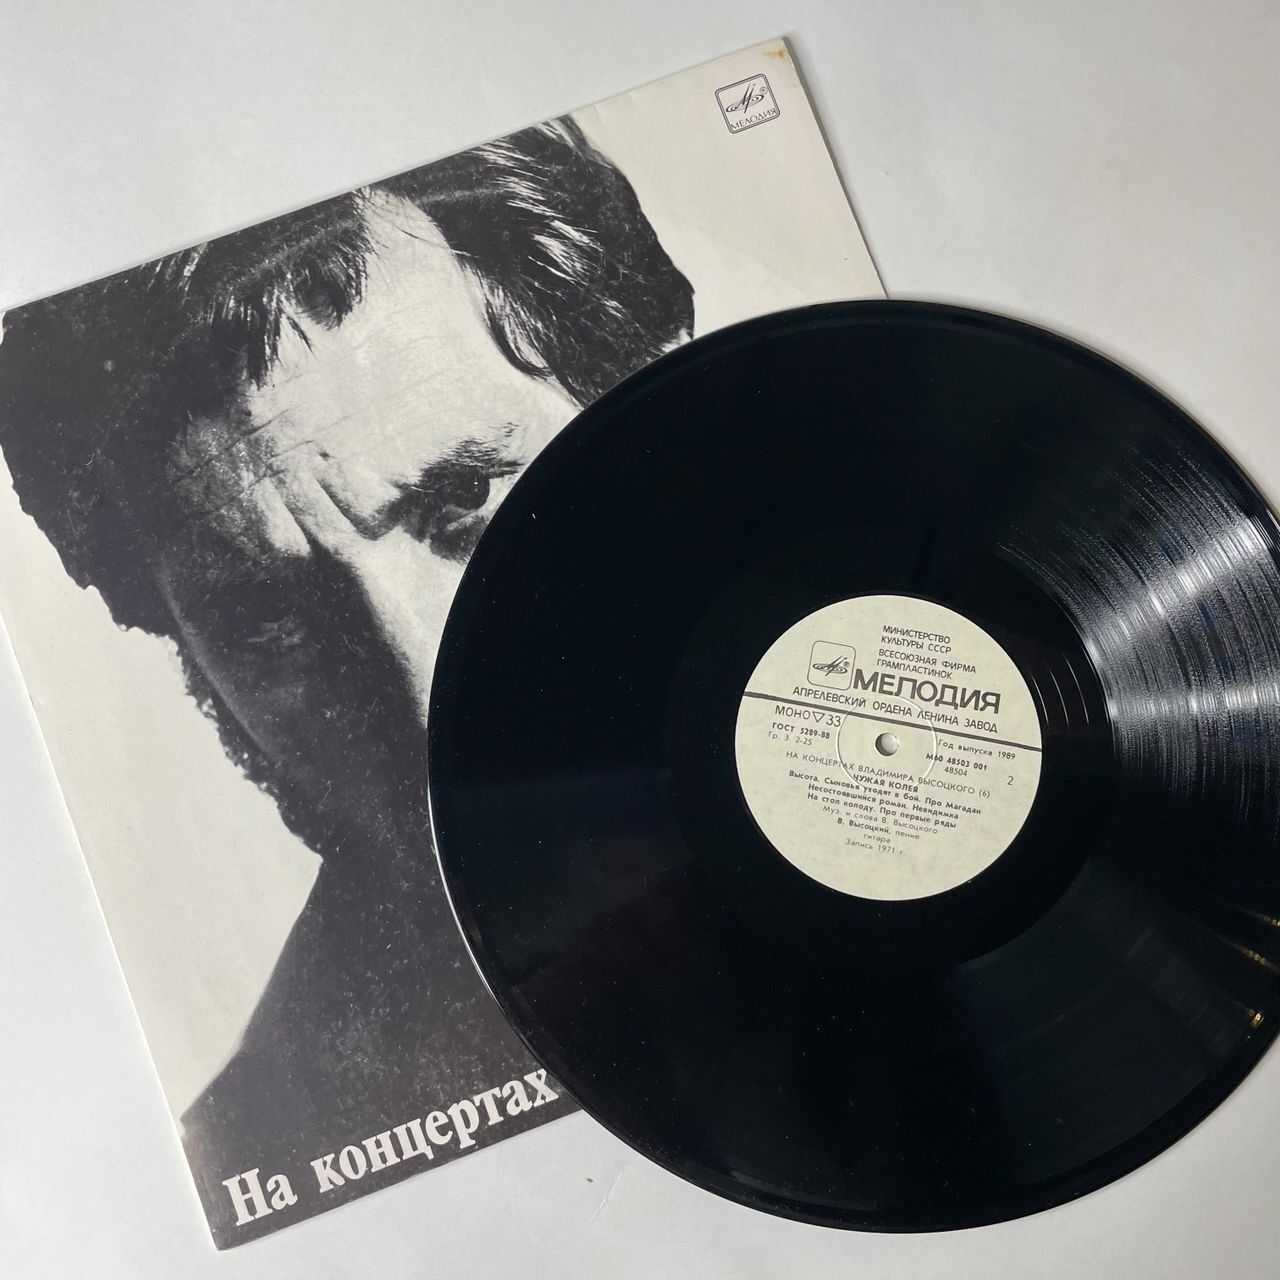 МЕЛОДИЯ
На концертах
МИНИСТЕРСТВО
КУЛЬТУРЫ СССР
ВСЕСОЮЗНАЯ ФИРМА
ГРАМПЛАСТИНОК
МЕЛОДИЯ
АПРЕЛЕВСКИЙ ОРДЕНА ЛЕНИНА ЗАВОД
МОНО 33
ГОСТ 5289-88
Гр. 3. 2-25
Год выпуска 1989
М60 48503 001
48504
2
НА КОНЦЕРТАХ ВЛАДИМИРА ВЫСОЦКОГО (6)
ЧУЖАЯ КОЛЕЯ
Высота. Сыновья уходят в бой. Про Магадан
Несостоявшийся роман. Невидимка
На стол колоду. Про первые ряды
Муз. и слова В. Высоцкого
В. Высоцкий, пение
гитара
Запись 1971 г.